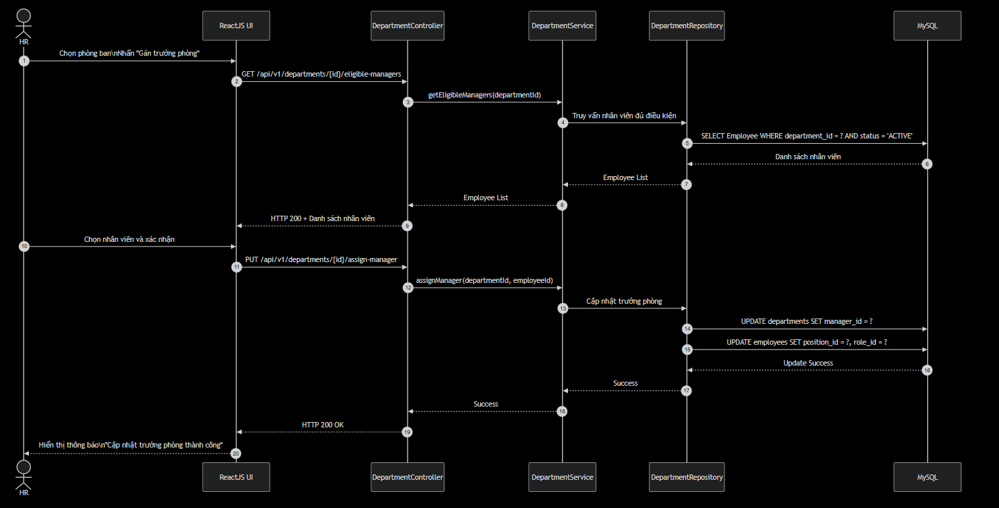 ReactJS UI
DepartmentController
DepartmentService
DepartmentRepository
MySQL
HR
Chọn phòng ban\nNhấn "Gán trưởng phòng"
1
GET /api/v1/departments/{id}/eligible-managers
2
getEligibleManagers(departmentId)
3
Truy vấn nhân viên đủ điều kiện
4
SELECT Employee WHERE department_id = ? AND status = 'ACTIVE'
5
Danh sách nhân viên
6
Employee List
7
Employee List
8
HTTP 200 + Danh sách nhân viên
9
Chọn nhân viên và xác nhận
10
PUT /api/v1/departments/{id}/assign-manager
11
assignManager(departmentId, employeeId)
12
Cập nhật trưởng phòng
13
UPDATE departments SET manager_id = ?
14
UPDATE employees SET position_id = ?, role_id = ?
15
Update Success
16
Success
17
Success
18
HTTP 200 OK
19
Hiển thị thông báo\n"Cập nhật trưởng phòng thành công"
20
ReactJS UI
DepartmentController
DepartmentService
DepartmentRepository
MySQL
HR